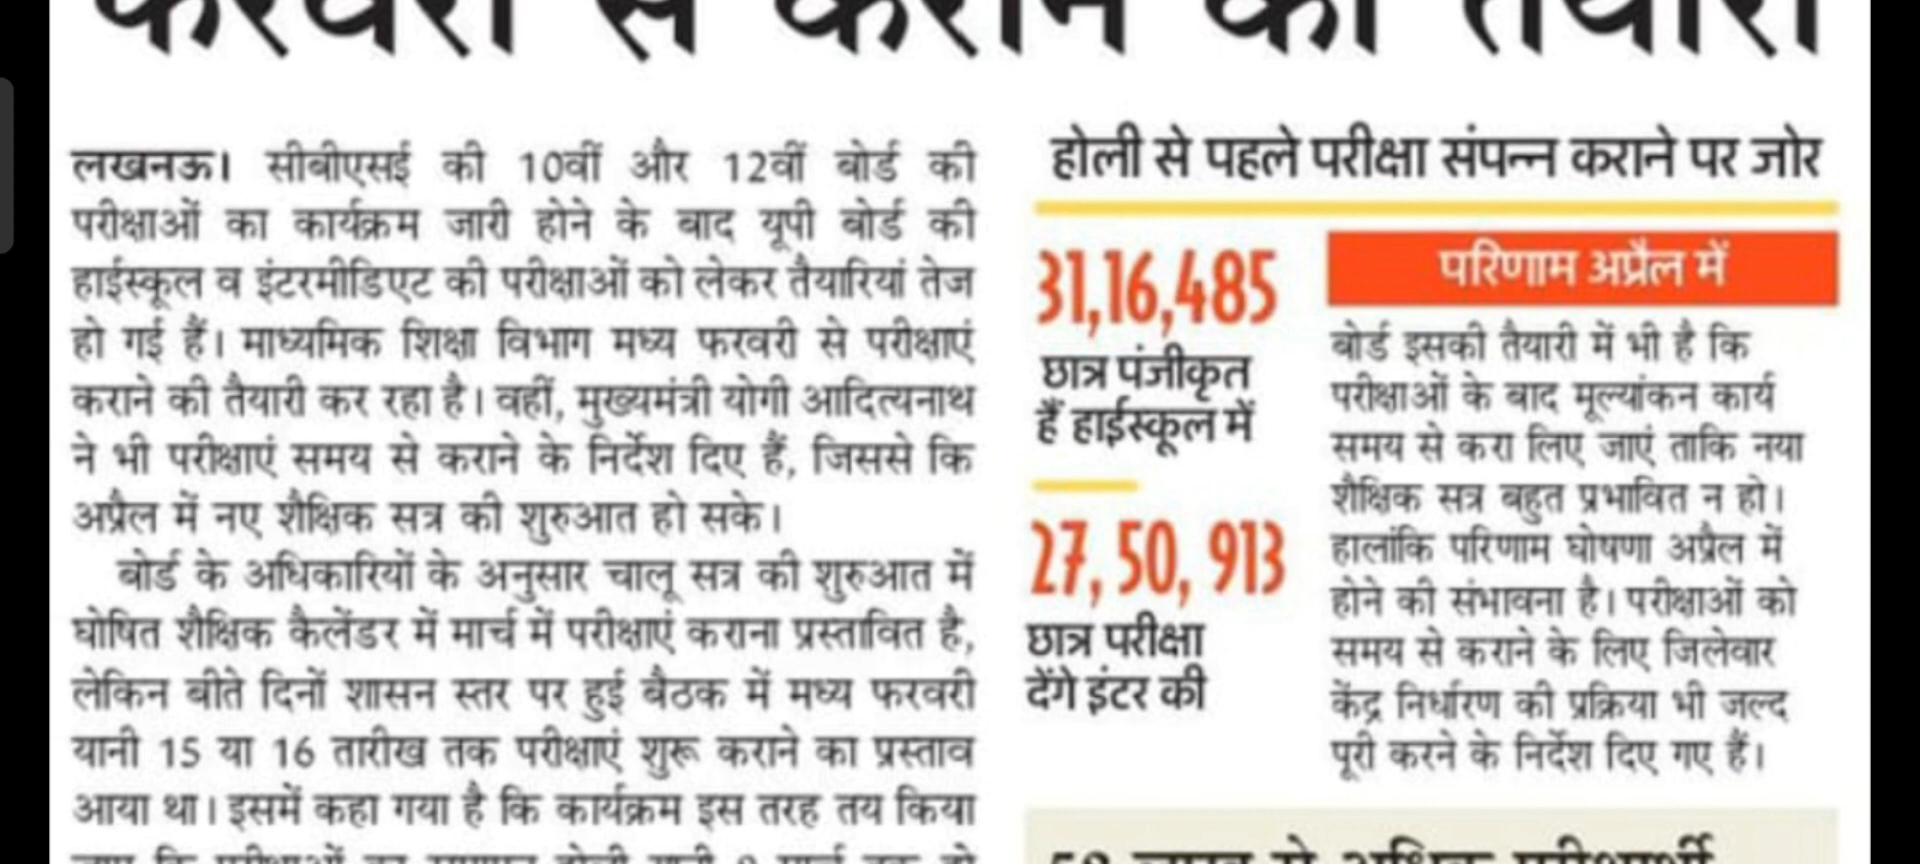 फरवरी से कराने की तैयारी
लखनऊ। सीबीएसई की 10वीं और 12वीं बोर्ड की
परीक्षाओं का कार्यक्रम जारी होने के बाद यूपी बोर्ड की
हाईस्कूल व इंटरमीडिएट की परीक्षाओं को लेकर तैयारियां तेज
हो गई हैं। माध्यमिक शिक्षा विभाग मध्य फरवरी से परीक्षाएं
कराने की तैयारी कर रहा है। वहीं, मुख्यमंत्री योगी आदित्यनाथ
ने भी परीक्षाएं समय से कराने के निर्देश दिए हैं, जिससे कि
अप्रैल में नए शैक्षिक सत्र की शुरुआत हो सके।
बोर्ड के अधिकारियों के अनुसार चालू सत्र की शुरुआत में
घोषित शैक्षिक कैलेंडर में मार्च में परीक्षाएं कराना प्रस्तावित है,
लेकिन बीते दिनों शासन स्तर पर हुई बैठक में मध्य फरवरी
यानी 15 या 16 तारीख तक परीक्षाएं शुरू कराने का प्रस्ताव
आया था। इसमें कहा गया है कि कार्यक्रम इस तरह तय किया
होली से पहले परीक्षा संपन्न कराने पर जोर
31,16,485
छात्र पंजीकृत
हैं हाईस्कूल में
27, 50, 913
छात्र परीक्षा
देंगे इंटर की
परिणाम अप्रैल में
बोर्ड इसकी तैयारी में भी है कि
परीक्षाओं के बाद मूल्यांकन कार्य
समय से करा लिए जाएं ताकि नया
शैक्षिक सत्र बहुत प्रभावित न हो।
हालांकि परिणाम घोषणा अप्रैल में
होने की संभावना है। परीक्षाओं को
समय से कराने के लिए जिलेवार
केंद्र निर्धारण की प्रक्रिया भी जल्द
पूरी करने के निर्देश दिए गए हैं।